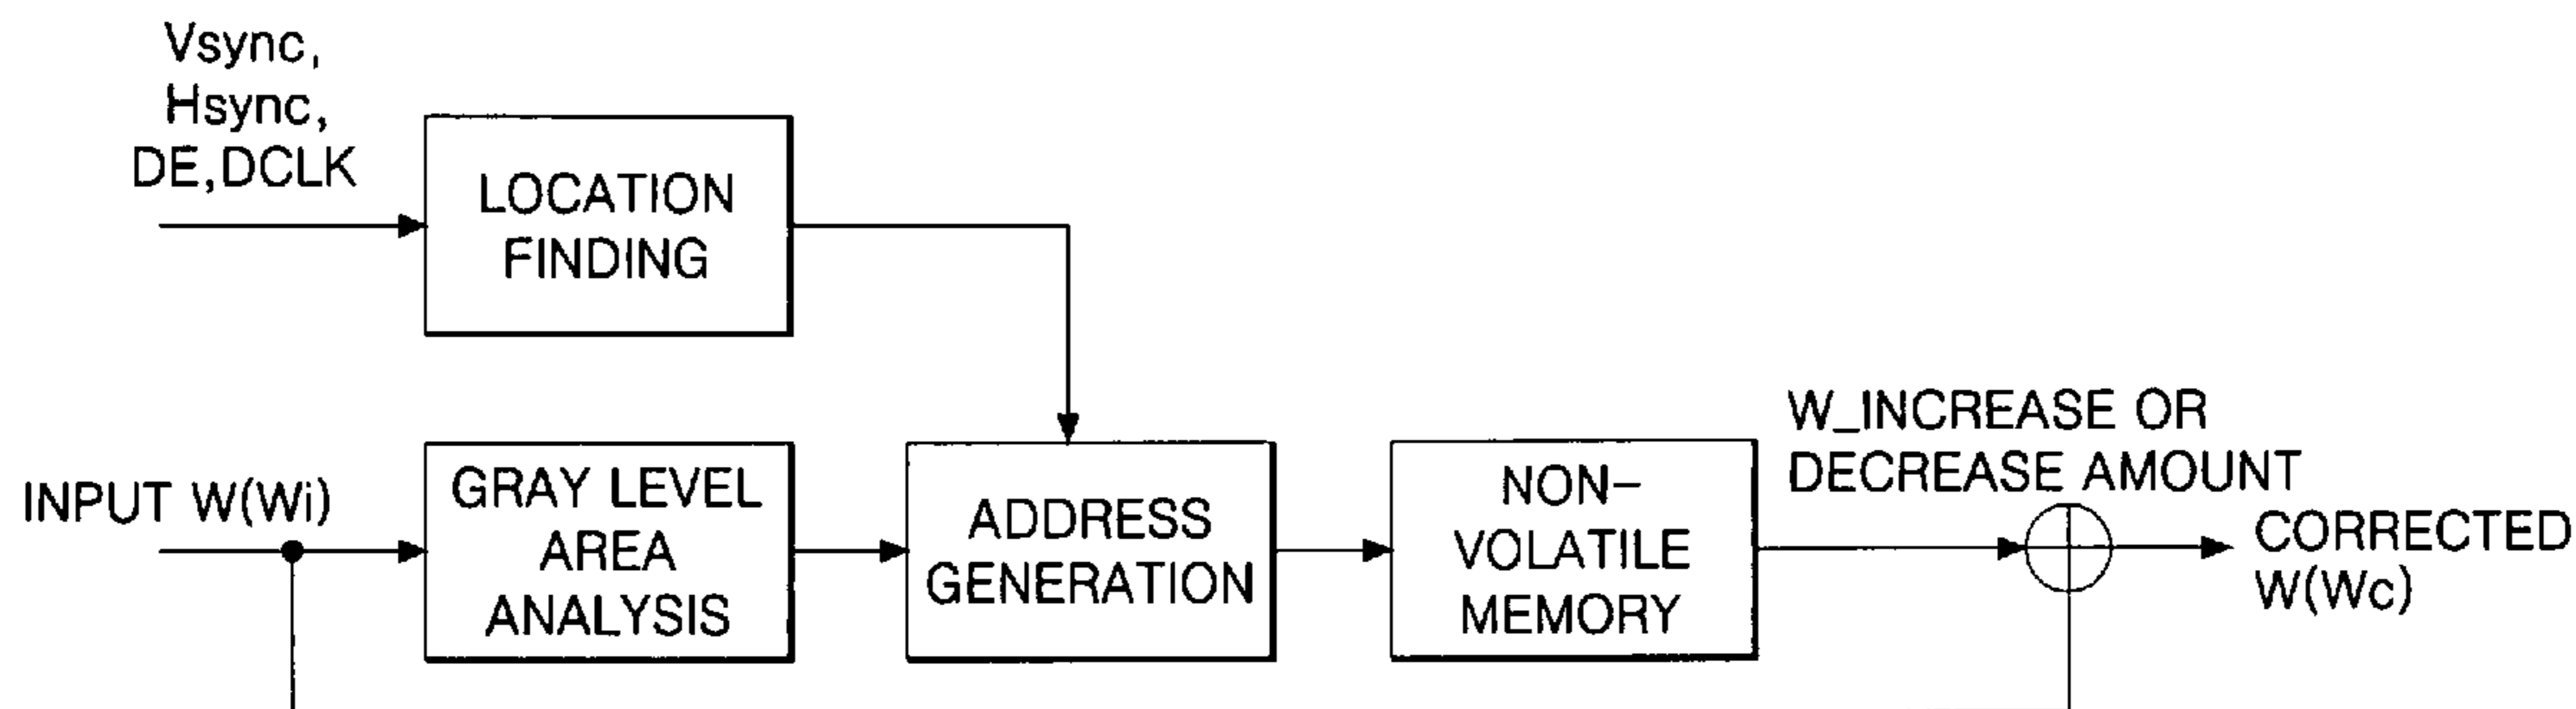 Vsync,
Hsync,
DE,DCLK
LOCATION
FINDING
INPUT W(Wi)
GRAY LEVEL
AREA
ANALYSIS
ADDRESS
GENERATION
NON-
VOLATILE
MEMORY
W_INCREASE OR
DECREASE AMOUNT
CORRECTED
W(Wc)